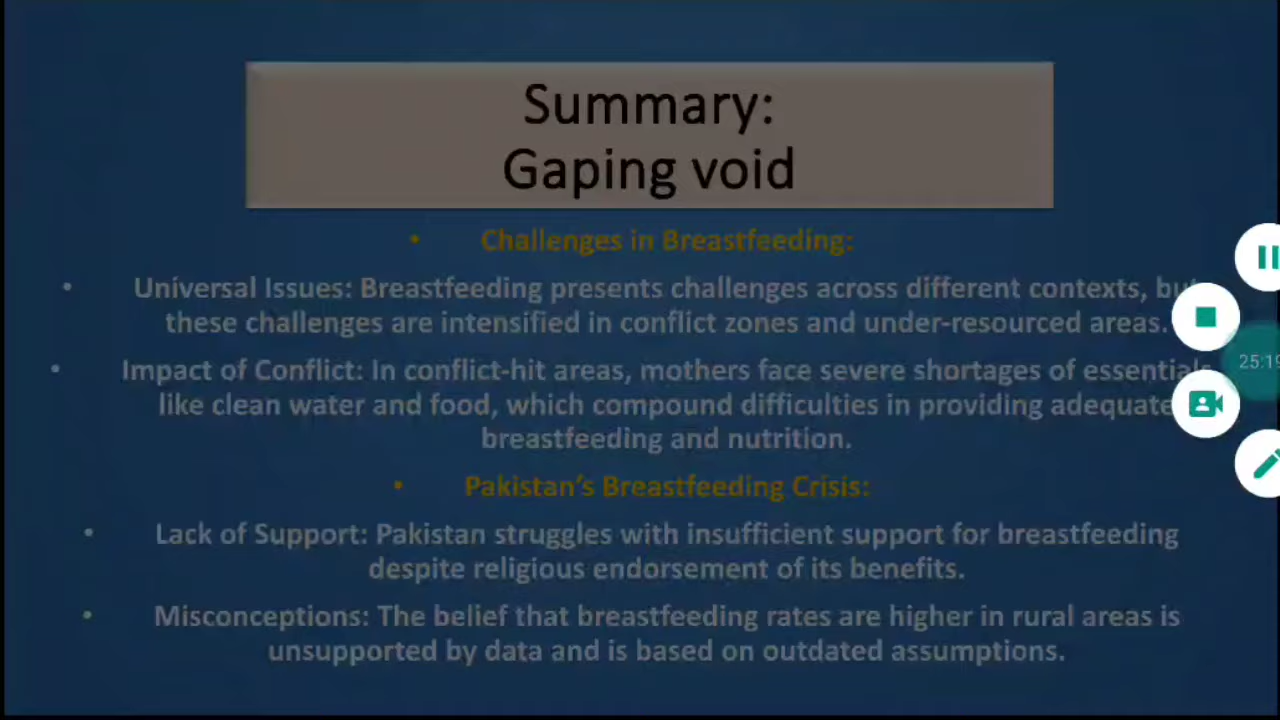 Summary:
Gaping void
• Challenges in Breastfeeding:
• Universal Issues: Breastfeeding presents challenges across different contexts, but
these challenges are intensified in conflict zones and under-resourced areas.
• Impact of Conflict: In conflict-hit areas, mothers face severe shortages of essentials
like clean water and food, which compound difficulties in providing adequate
breastfeeding and nutrition.
• Pakistan's Breastfeeding Crisis:
• Lack of Support: Pakistan struggles with insufficient support for breastfeeding
despite religious endorsement of its benefits.
• Misconceptions: The belief that breastfeeding rates are higher in rural areas is
unsupported by data and is based on outdated assumptions.
25:19